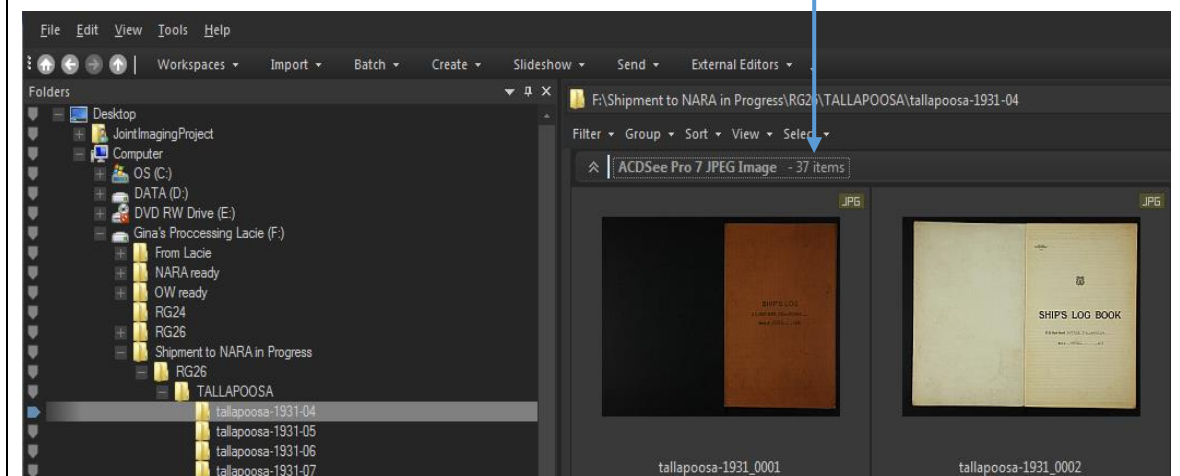 File Edit View Tools Help
Workspaces Import Batch Create Slideshow Send External Editors
Folders
Desktop
JointImagingProject
Computer
OS (C:)
DATA (D:)
DVD RW Drive (E:)
Gina's Proccessing Lacie (F:)
From Lacie
NARA ready
OW ready
RG24
RG26
Shipment to NARA in Progress
RG26
TALLAPOOSA
tallapoosa-1931-04
tallapoosa-1931-05
tallapoosa-1931-06
tallapoosa-1931-07
F:\Shipment to NARA in Progress\RG26\TALLAPOOSA\tallapoosa-1931-04
Filter Group Sort View Select
ACDSee Pro 7 JPEG Image - 37 items
JPG
SHIP'S LOG
tallapoosa-1931_0001
JPG
SHIP'S LOG BOOK
tallapoosa-1931_0002